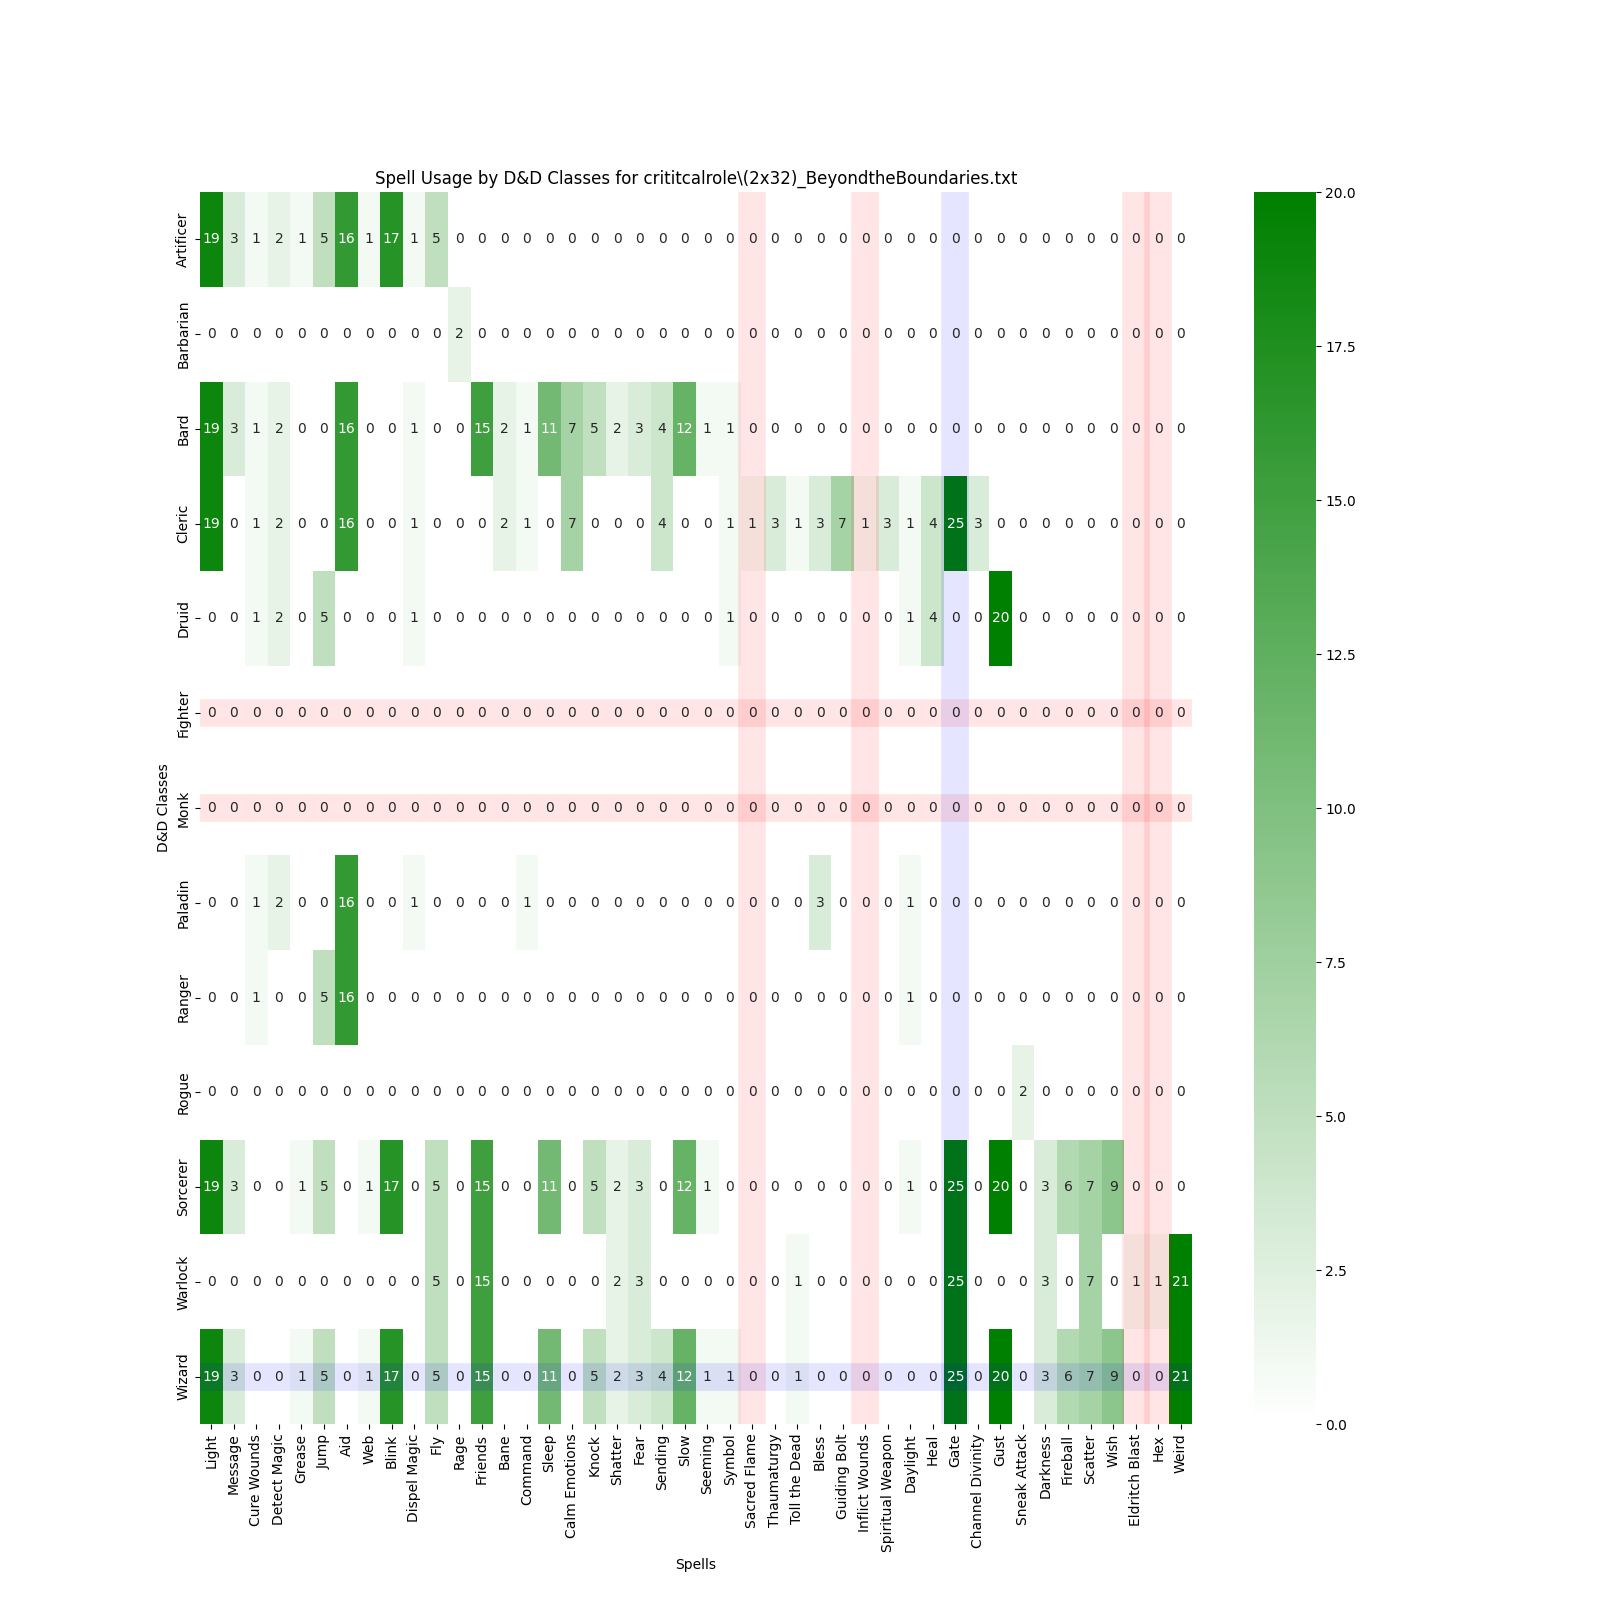 Spell Usage by D&D Classes for crititcalrole\(2x32)_BeyondtheBoundaries.txt
D&D Classes
Artificer 19 3 1 2 1 5 16 1 17 1 5 0 0 0 0 0 0 0 0 0 0 0 0 0 0 0 0 0 0 0 0 0 0 0 0 0 0 0 0 0 0 0 0 0
Barbarian 0 0 0 0 0 0 0 0 0 0 0 2 0 0 0 0 0 0 0 0 0 0 0 0 0 0 0 0 0 0 0 0 0 0 0 0 0 0 0 0 0 0 0 0
Bard 19 3 1 2 0 0 16 0 0 1 0 0 15 2 1 11 7 5 2 3 4 12 1 1 0 0 0 0 0 0 0 0 0 0 0 0 0 0 0 0 0 0 0 0
Cleric 19 0 1 2 0 0 16 0 0 1 0 0 0 2 1 0 7 0 0 0 4 0 0 1 1 3 1 3 7 1 3 1 4 25 3 0 0 0 0 0 0 0 0 0
Druid 0 0 1 2 0 5 0 0 0 1 0 0 0 0 0 0 0 0 0 0 0 0 0 1 0 0 0 0 0 0 0 1 4 0 0 20 0 0 0 0 0 0 0 0
Fighter 0 0 0 0 0 0 0 0 0 0 0 0 0 0 0 0 0 0 0 0 0 0 0 0 0 0 0 0 0 0 0 0 0 0 0 0 0 0 0 0 0 0 0 0
Monk 0 0 0 0 0 0 0 0 0 0 0 0 0 0 0 0 0 0 0 0 0 0 0 0 0 0 0 0 0 0 0 0 0 0 0 0 0 0 0 0 0 0 0 0
Paladin 0 0 1 2 0 0 16 0 0 1 0 0 0 0 1 0 0 0 0 0 0 0 0 0 0 0 0 3 0 0 0 1 0 0 0 0 0 0 0 0 0 0 0 0
Ranger 0 0 1 0 0 5 16 0 0 0 0 0 0 0 0 0 0 0 0 0 0 0 0 0 0 0 0 0 0 0 0 1 0 0 0 0 0 0 0 0 0 0 0 0
Rogue 0 0 0 0 0 0 0 0 0 0 0 0 0 0 0 0 0 0 0 0 0 0 0 0 0 0 0 0 0 0 0 0 0 0 0 0 2 0 0 0 0 0 0 0
Sorcerer 19 3 0 0 1 5 0 1 17 0 5 0 15 0 0 11 0 5 2 3 0 12 1 0 0 0 0 0 0 0 0 1 0 25 0 20 0 3 6 7 9 0 0 0
Warlock 0 0 0 0 0 0 0 0 0 0 5 0 15 0 0 0 0 0 2 3 0 0 0 0 0 0 1 0 0 0 0 0 0 25 0 0 0 3 0 7 0 1 1 21
Wizard 19 3 0 0 1 5 0 1 17 0 5 0 15 0 0 11 0 5 2 3 4 12 1 1 0 0 1 0 0 0 0 0 0 25 0 20 0 3 6 7 9 0 0 21
Light
Message
Cure Wounds
Detect Magic
Grease
Jump
Aid
Web
Blink
Dispel Magic
Fly
Rage
Friends
Bane
Command
Sleep
Calm Emotions
Knock
Shatter
Fear
Sending
Slow
Seeming
Symbol
Sacred Flame
Thaumaturgy
Toll the Dead
Bless
Guiding Bolt
Inflict Wounds
Spiritual Weapon
Daylight
Heal
Gate
Channel Divinity
Gust
Sneak Attack
Darkness
Fireball
Scatter
Wish
Eldritch Blast
Hex
Weird
Spells
20.0
17.5
15.0
12.5
10.0
7.5
5.0
2.5
0.0